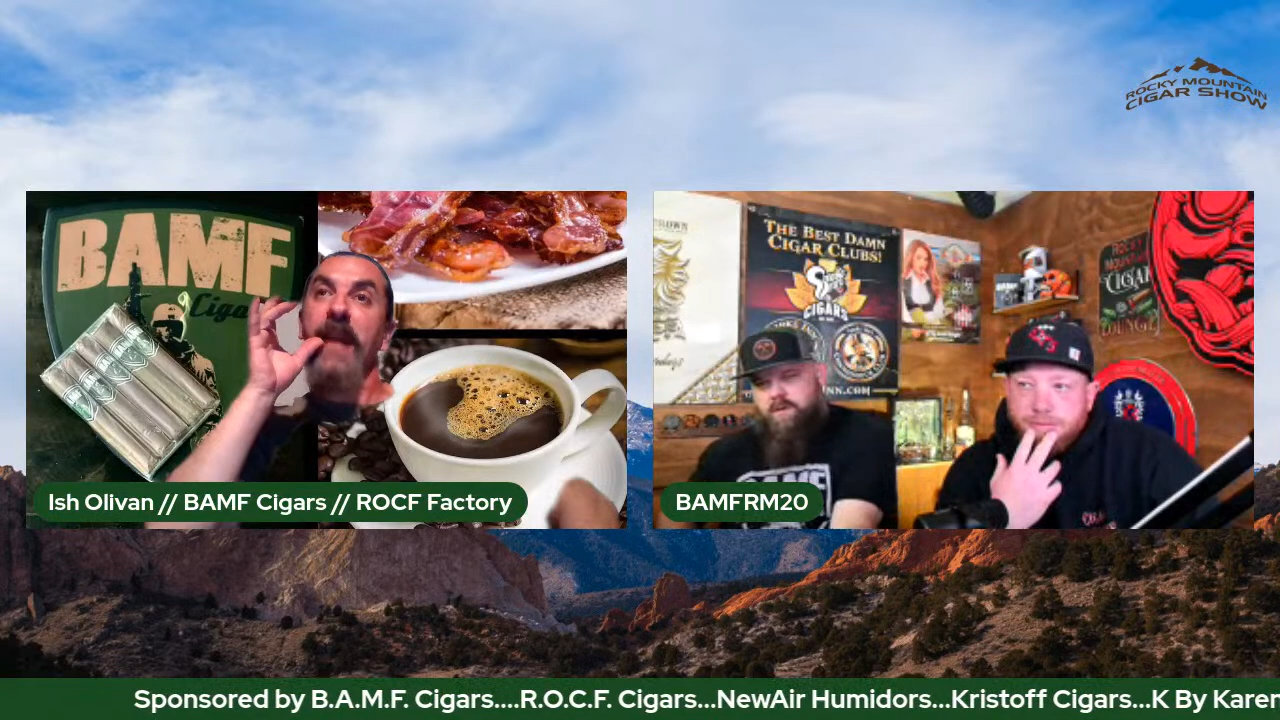 ROCKY MOUNTAIN
CIGAR SHOW
BAMF
Ciga
THE BEST DAMN
CIGAR CLUBS!
CIGARS
ROCKY
MOUNTAIN
CIGAR
LOUNGE
BAMF
Ish Olivan // BAMF Cigars // ROCF Factory
BAMFRM20
Sponsored by B.A.M.F. Cigars....R.O.C.F. Cigars...NewAir Humidors...Kristoff Cigars...K By Karen